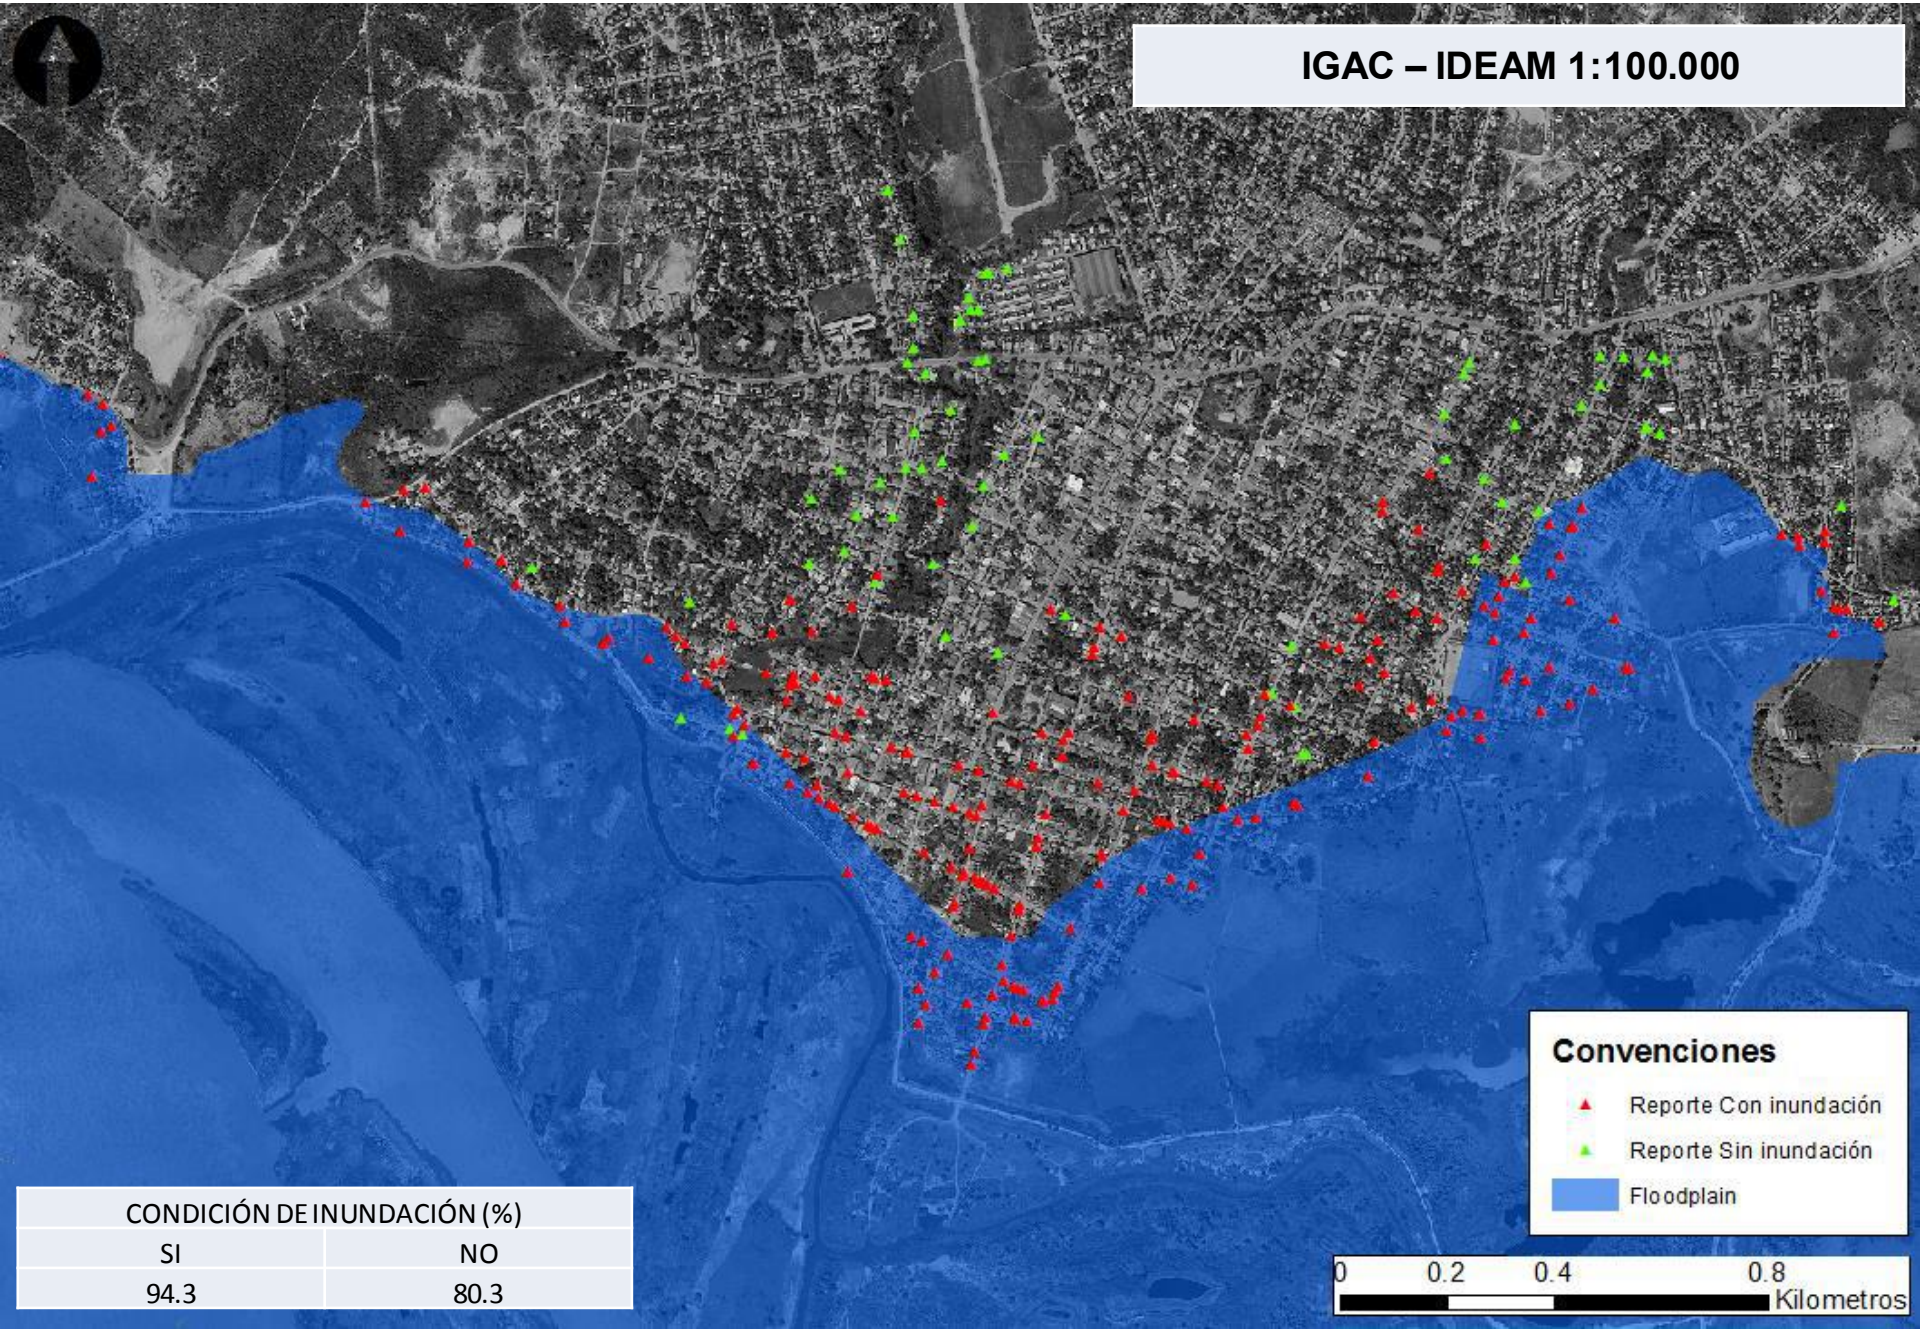 IGAC – IDEAM 1:100.000
Convenciones
Reporte Con inundación
Reporte Sin inundación
Floodplain
CONDICIÓN DE INUNDACIÓN (%)
SI NO
94.3 80.3
0 0.2 0.4 0.8
Kilometros